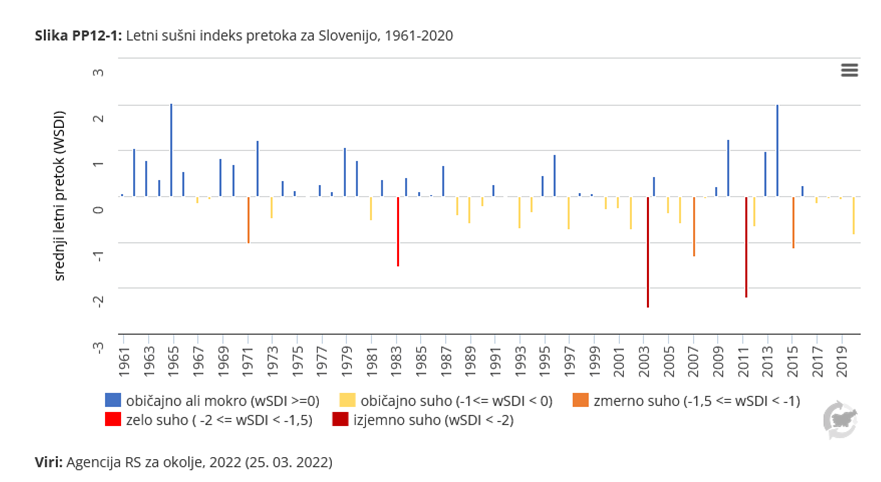 Slika PP12-1: Letni sušni indeks pretoka za Slovenijo, 1961-2020
srednji letni pretok (WSDI)
3
2
1
0
-1
-2
-3
1961 1963 1965 1967 1969 1971 1973 1975 1977 1979 1981 1983 1985 1987 1989 1991 1993 1995 1997 1999 2001 2003 2005 2007 2009 2011 2013 2015 2017 2019
običajno ali mokro (wSDI >=0) običajno suho (-1<= wSDI < 0) zmerno suho (-1,5 <= wSDI < -1)
zelo suho ( -2 <= wSDI < -1,5) izjemno suho (wSDI < -2)
Viri: Agencija RS za okolje, 2022 (25. 03. 2022)